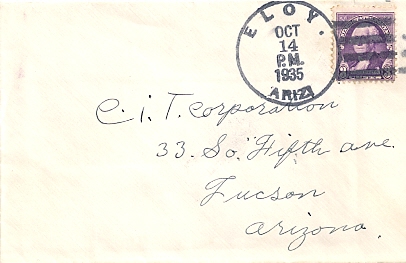 ELOY.
OCT
14
P.M.
1935
ARIZ
C. i. T. Corporation
33. So. Fifth ave.
Tucson
arizona.